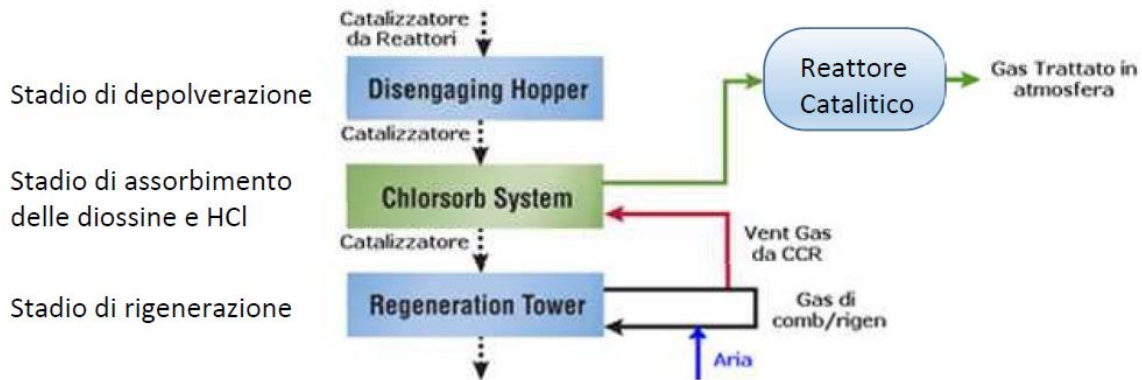 Catalizzatore
da Reattori
Stadio di depolverazione
Disengaging Hopper
Reattore
Catalitico
Gas Trattato in
atmosfera
Catalizzatore
Stadio di assorbimento
delle diossine e HCl
Chlorsorb System
Catalizzatore
Vent Gas
da CCR
Stadio di rigenerazione
Regeneration Tower
Gas di
comb/rigen
Aria